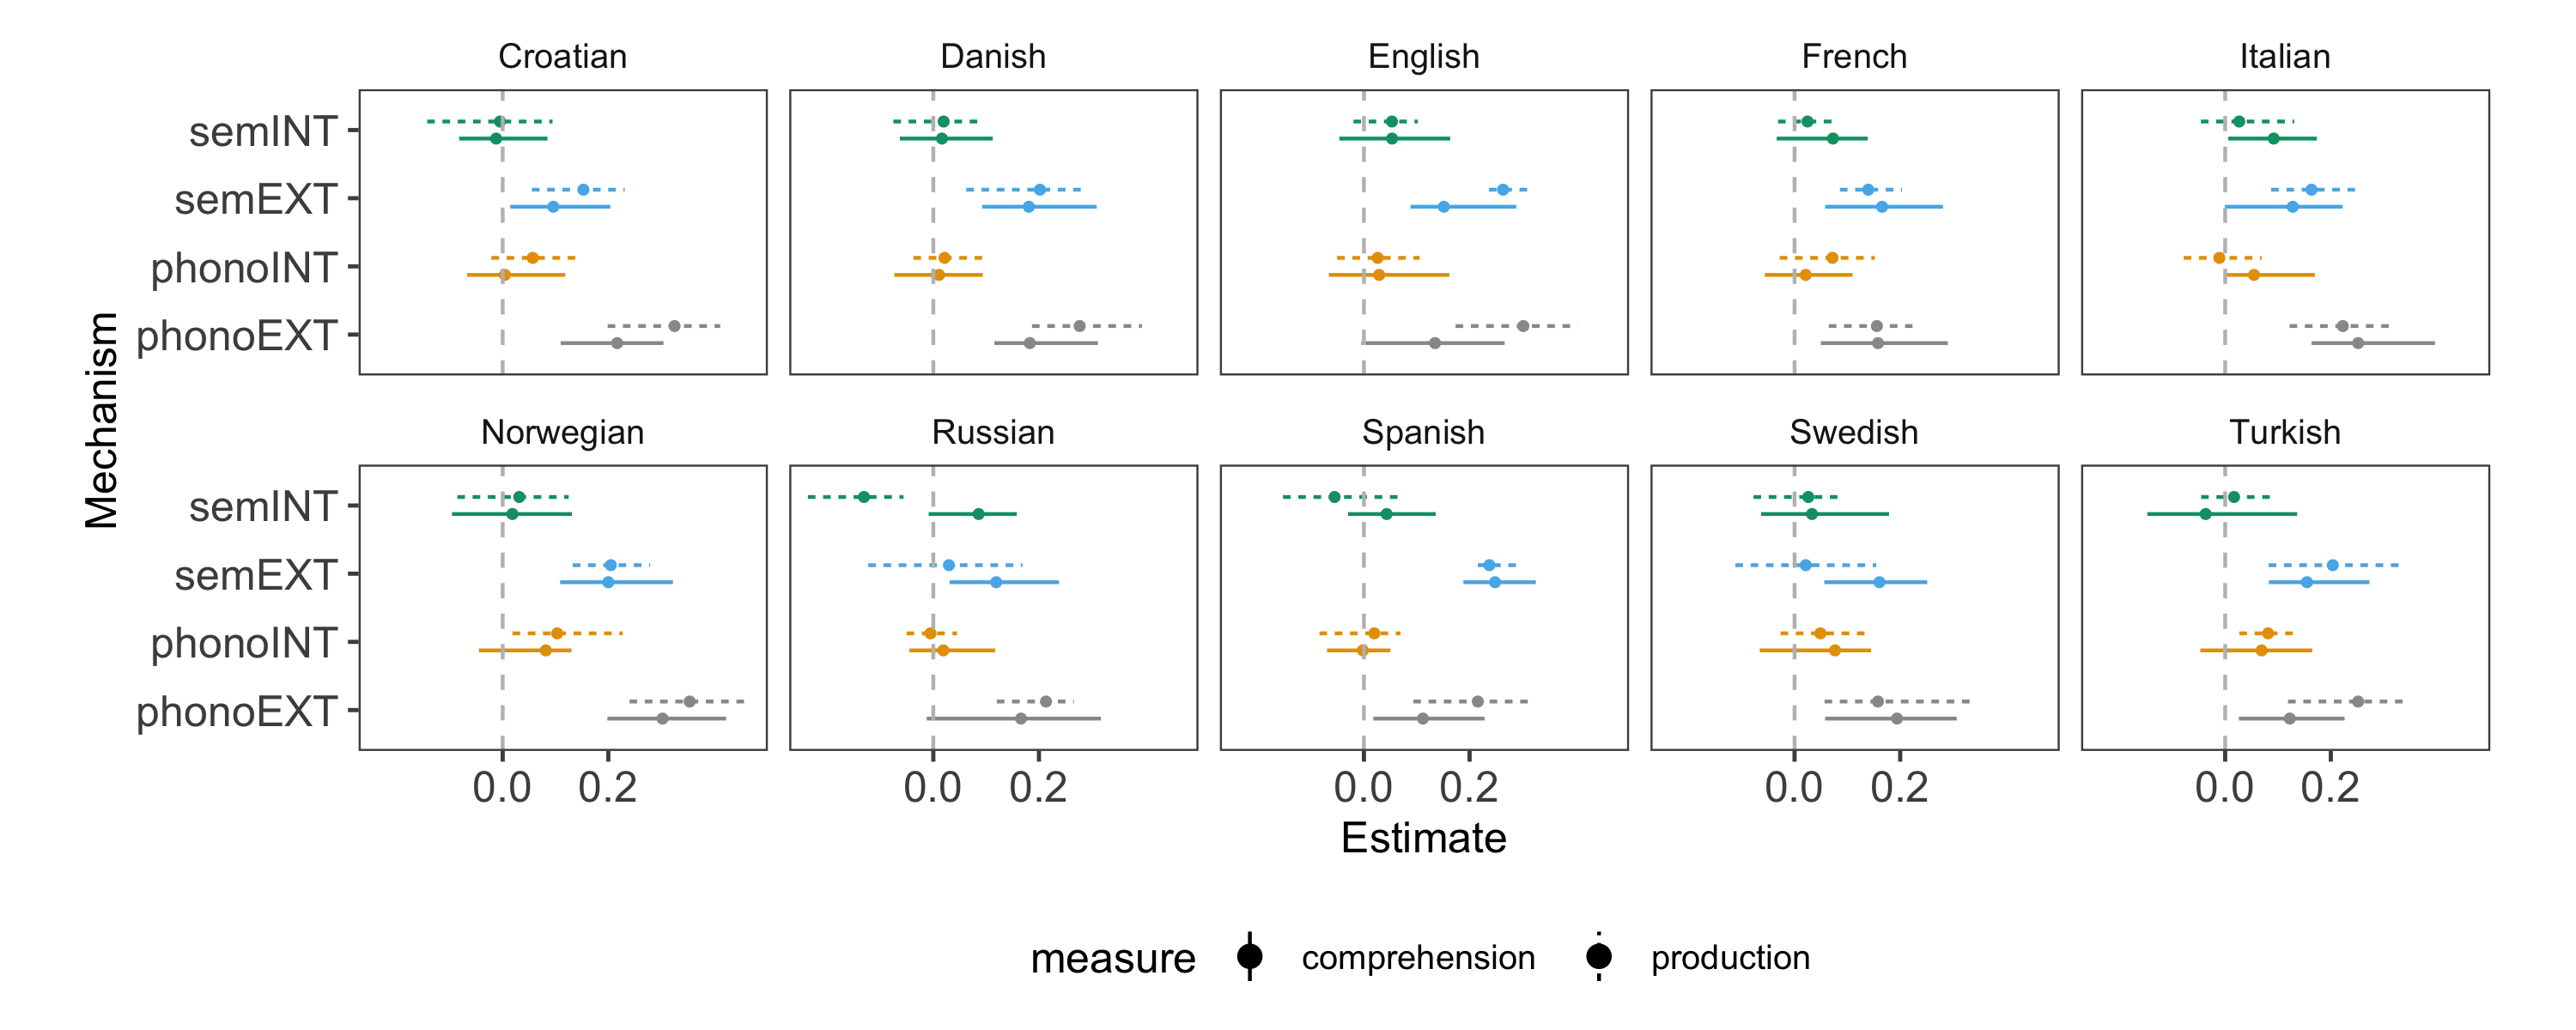 Croatian Danish English French Italian
semINT
semEXT
phonoINT
phonoEXT
Mechanism
Norwegian Russian Spanish Swedish Turkish
semINT
semEXT
phonoINT
phonoEXT
0.0 0.2 0.0 0.2 0.0 0.2 0.0 0.2 0.0 0.2
Estimate
measure comprehension production